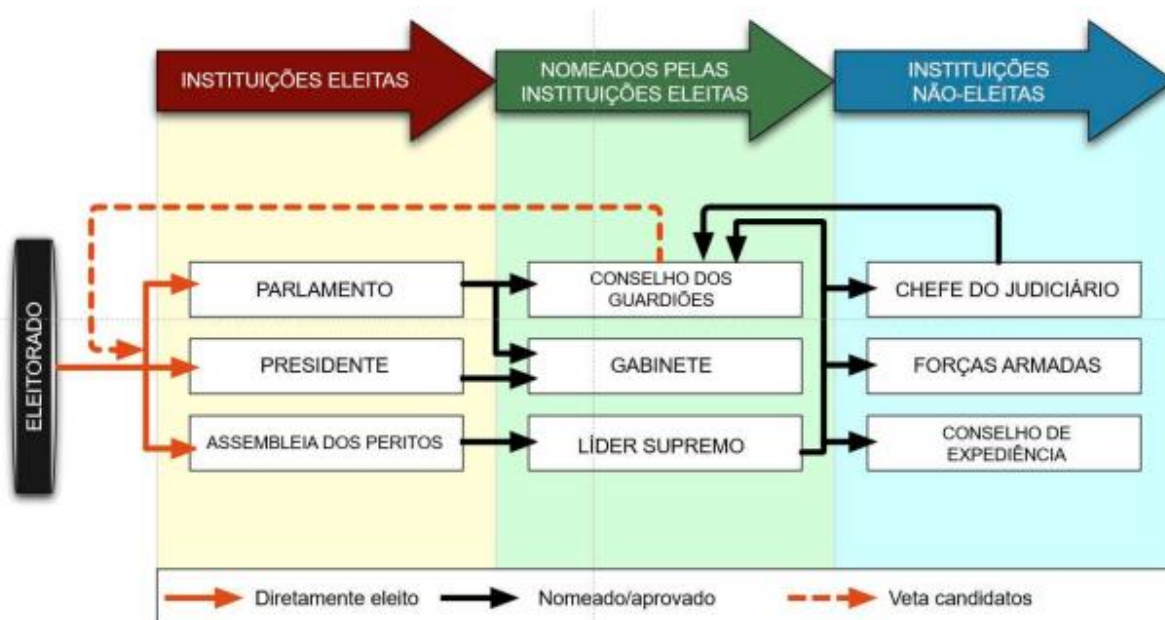 INSTITUIÇÕES ELEITAS
NOMEADOS PELAS
INSTITUIÇÕES ELEITAS
INSTITUIÇÕES
NÃO-ELEITAS
ELEITORADO
PARLAMENTO
CONSELHO DOS
GUARDIÕES
CHEFE DO JUDICIÁRIO
PRESIDENTE
GABINETE
FORÇAS ARMADAS
ASSEMBLEIA DOS PERITOS
LÍDER SUPREMO
CONSELHO DE
EXPEDIÊNCIA
Diretamente eleito
Nomeado/aprovado
Veta candidatos